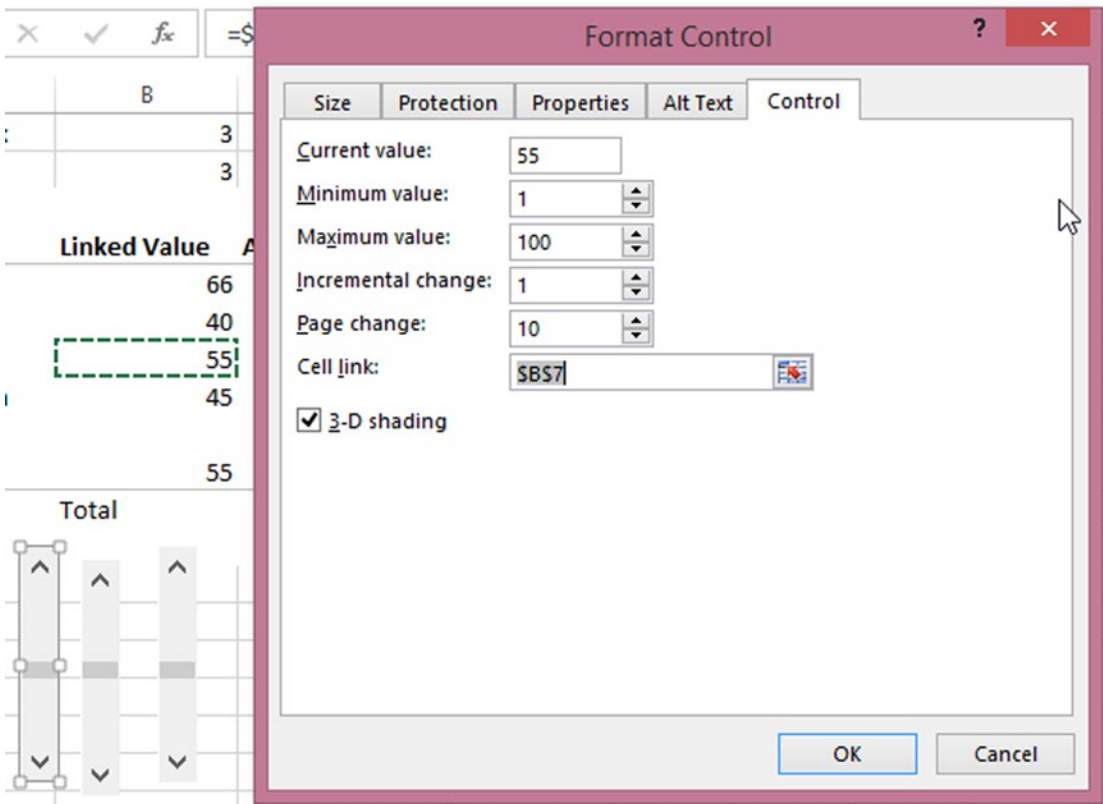 fx =$
Format Control ? ×
B
Size Protection Properties Alt Text Control
3
3
Current value: 55
Minimum value: 1
Maximum value: 100
Incremental change: 1
Page change: 10
Cell link: $B$7
3-D shading
Linked Value A
66
40
55
45
55
Total
OK Cancel